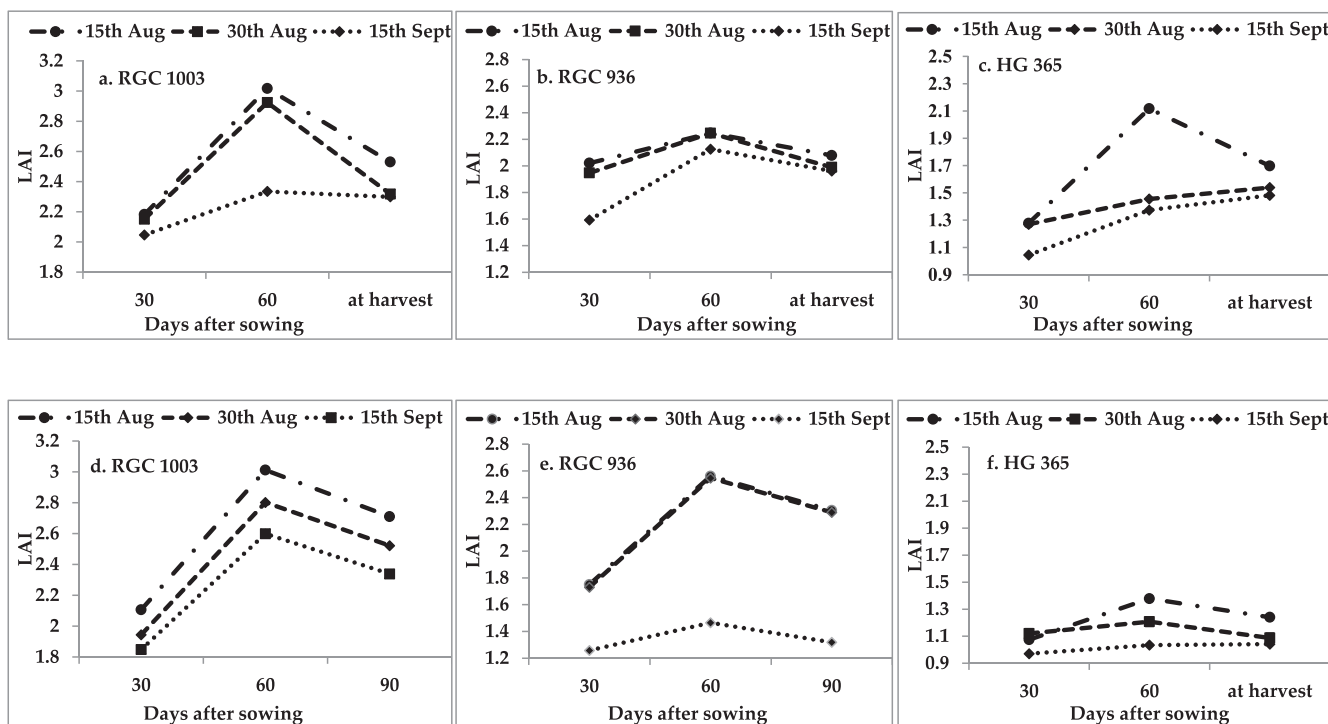 15th Aug 30th Aug 15th Sept
a. RGC 1003
LAI
3.2
3
2.8
2.6
2.4
2.2
2
1.8
30 60 at harvest
Days after sowing
15th Aug 30th Aug 15th Sept
b. RGC 936
LAI
2.8
2.6
2.4
2.2
2.0
1.8
1.6
1.4
1.2
30 60 at harvest
Days after sowing
15th Aug 30th Aug 15th Sept
c. HG 365
LAI
2.5
2.3
2.1
1.9
1.7
1.5
1.3
1.1
0.9
30 60 at harvest
Days after sowing
15th Aug 30th Aug 15th Sept
d. RGC 1003
LAI
3.2
3
2.8
2.6
2.4
2.2
2
1.8
30 60 90
Days after sowing
15th Aug 30th Aug 15th Sept
e. RGC 936
LAI
2.8
2.6
2.4
2.2
2.0
1.8
1.6
1.4
1.2
30 60 90
Days after sowing
15th Aug 30th Aug 15th Sept
f. HG 365
LAI
2.5
2.3
2.1
1.9
1.7
1.5
1.3
1.1
0.9
30 60 at harvest
Days after sowing